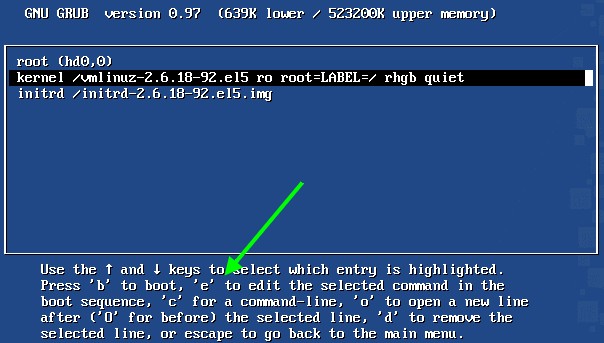 GNU GRUB  version 0.97  (639K lower / 523200K upper memory)
root (hd0,0)
kernel /vmlinuz-2.6.18-92.el5 ro root=LABEL=/ rhgb quiet
initrd /initrd-2.6.18-92.el5.img
Use the ↑ and ↓ keys to select which entry is highlighted.
Press 'b' to boot, 'e' to edit the selected command in the
boot sequence, 'c' for a command-line, 'o' to open a new line
after ('O' for before) the selected line, 'd' to remove the
selected line, or escape to go back to the main menu.